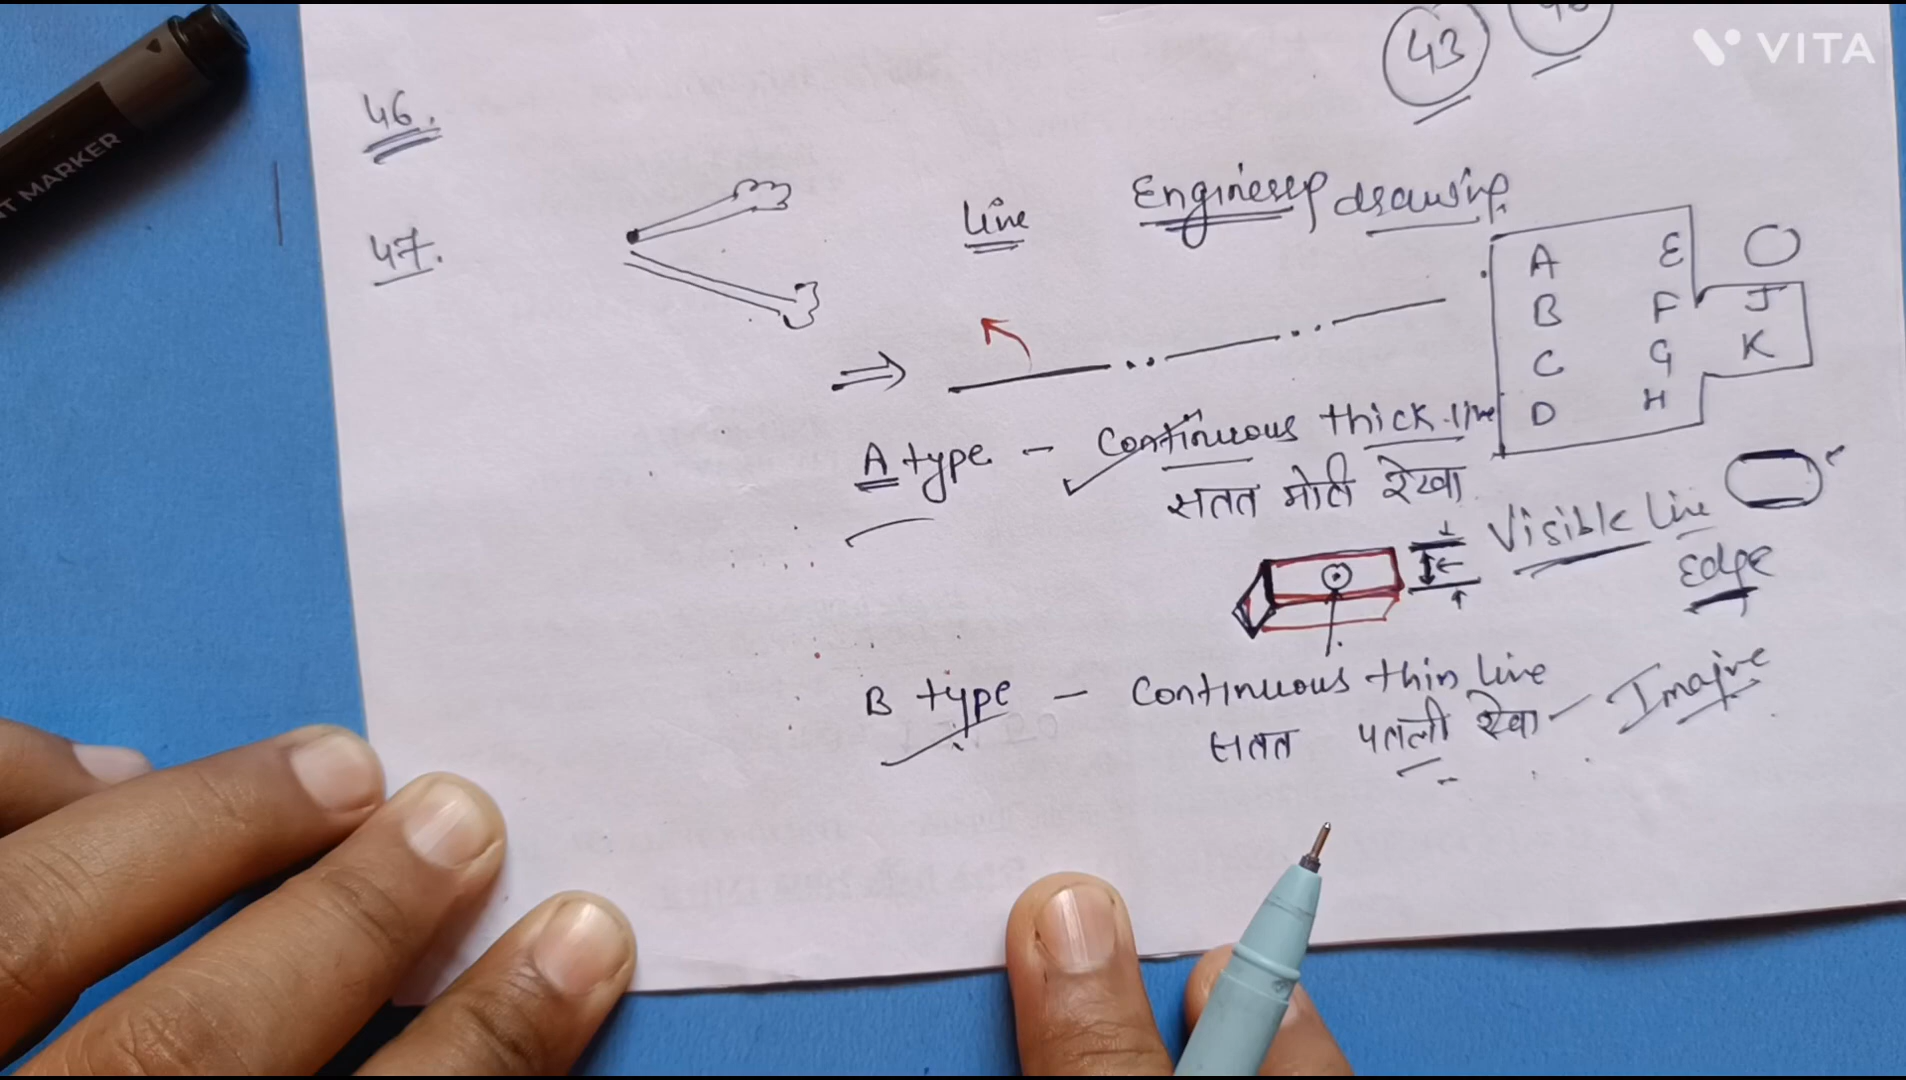 43
VITA
46.
MARKER
47.
line
Engineering drawing
A E
B F J
C G K
D H
A type - Continuous thick line
सतत मोटी रेखा
Visible line
Edge
B type - Continuous thin line
सतत पतली रेखा - Imajne